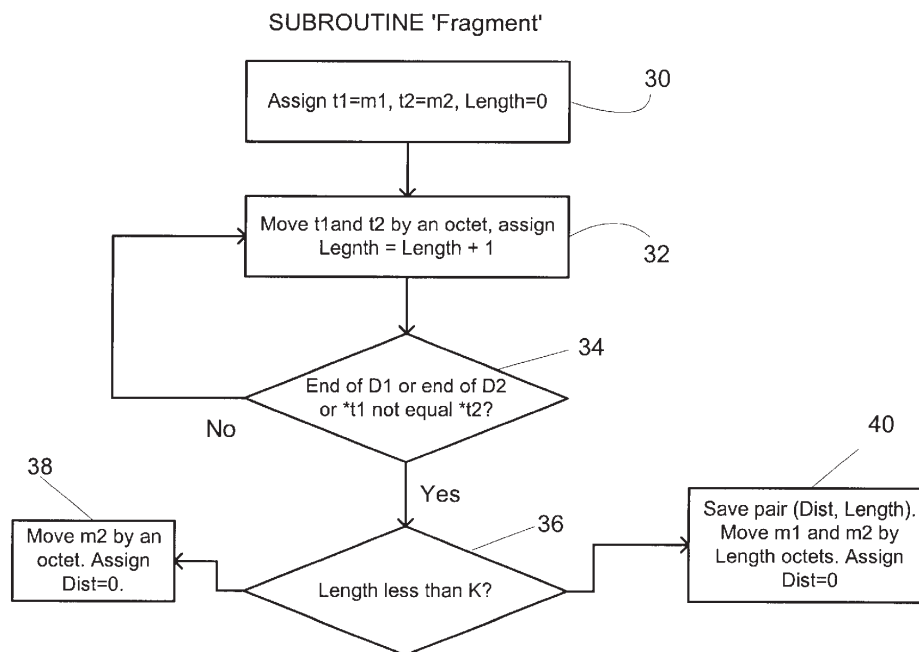 SUBROUTINE 'Fragment'
Assign t1=m1, t2=m2, Length=0
30
Move t1and t2 by an octet, assign
Legnth = Length + 1
32
34
End of D1 or end of D2
or *t1 not equal *t2?
No
Yes
38
Move m2 by an
octet. Assign
Dist=0.
36
Length less than K?
40
Save pair (Dist, Length).
Move m1 and m2 by
Length octets. Assign
Dist=0